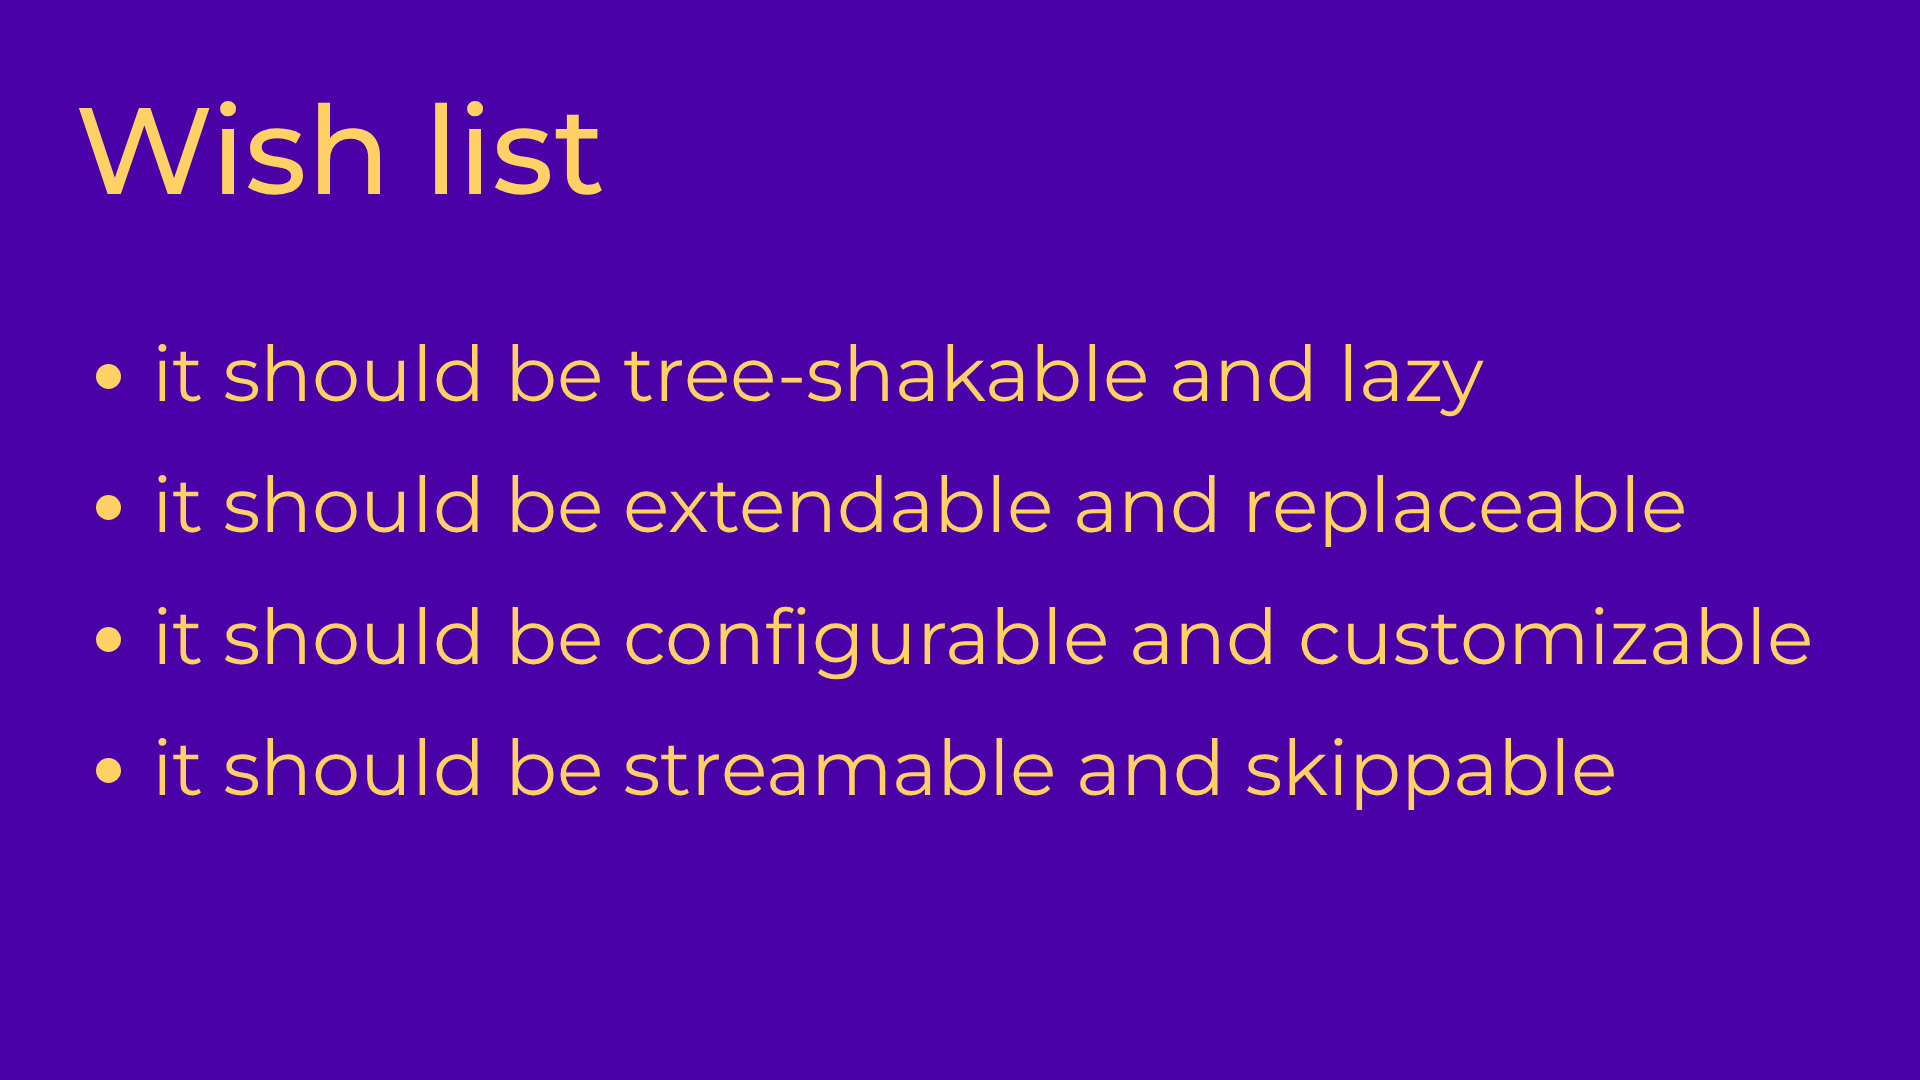 Wish list
• it should be tree-shakable and lazy
• it should be extendable and replaceable
• it should be configurable and customizable
• it should be streamable and skippable